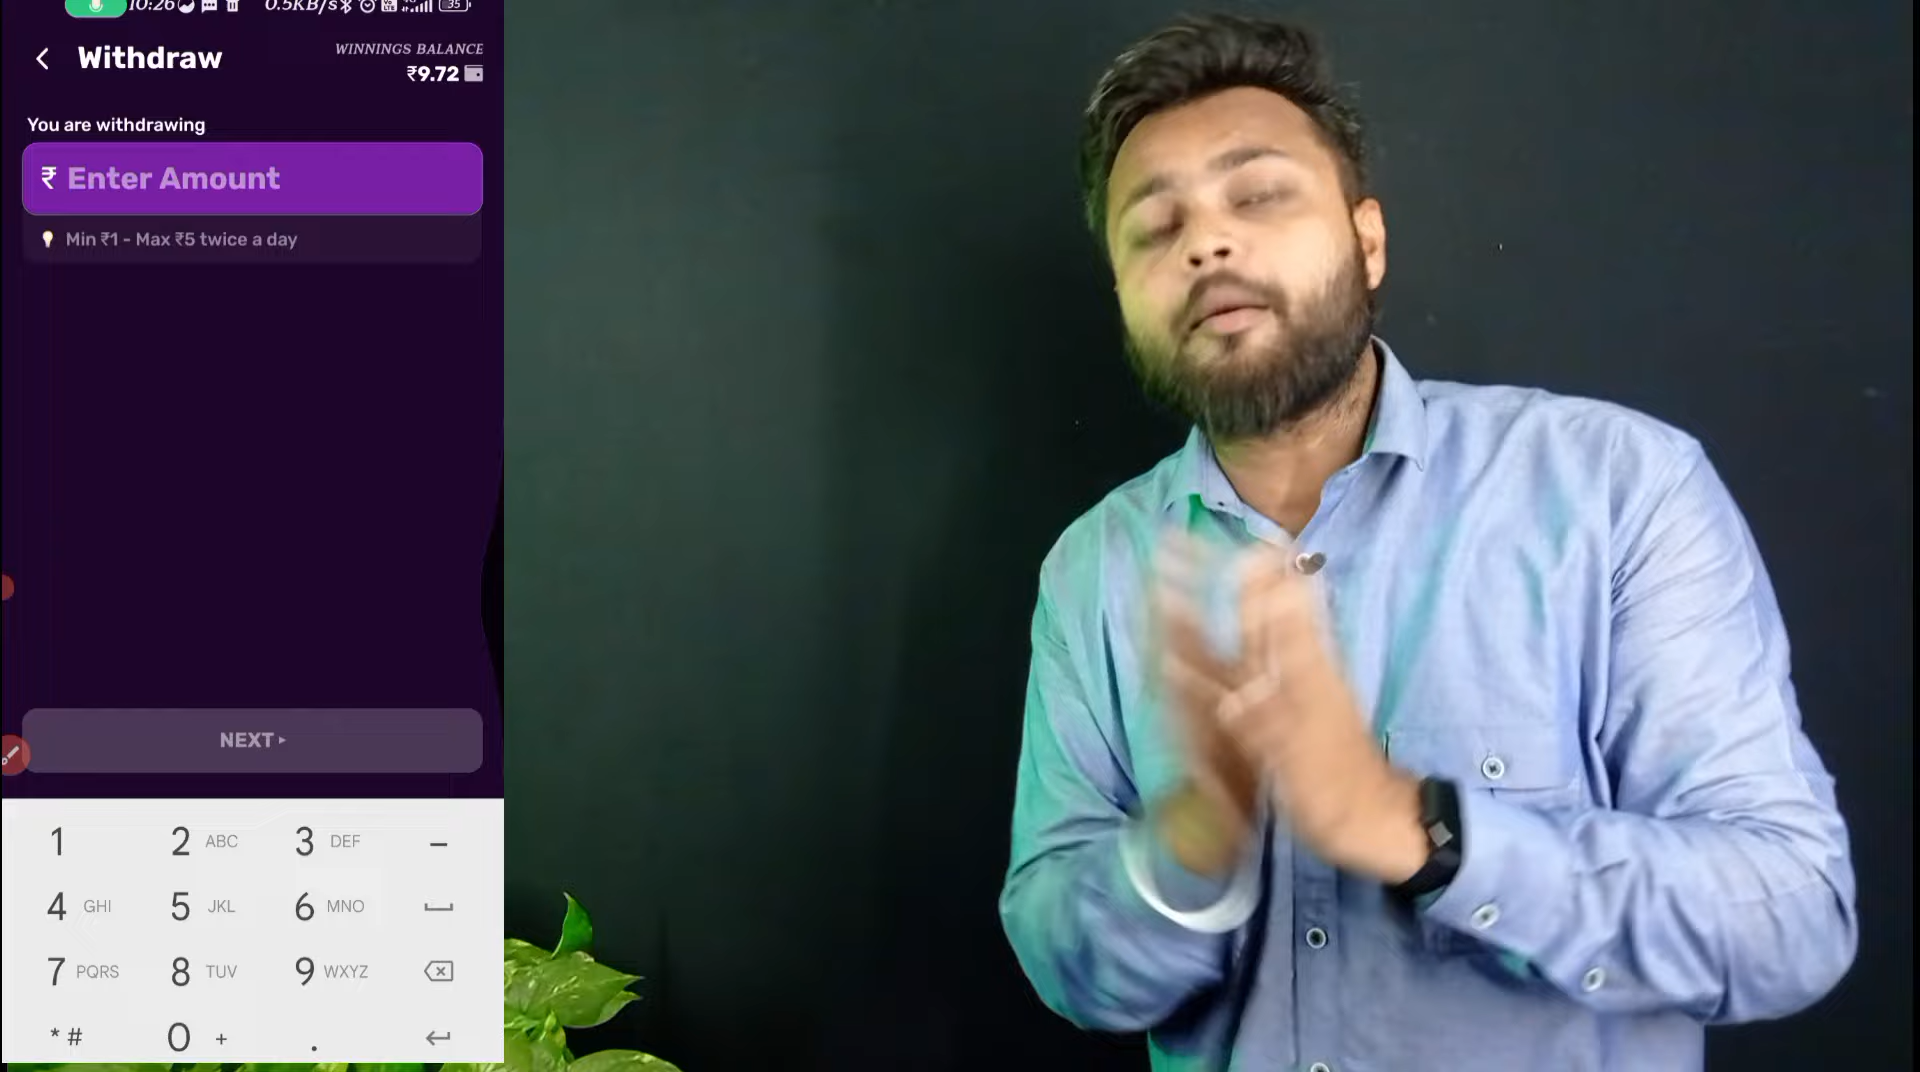 10:26 0.5KB/s 35
Withdraw
WINNINGS BALANCE
₹9.72
You are withdrawing
₹ Enter Amount
Min ₹1 - Max ₹5 twice a day
NEXT ▸
1 2 ABC 3 DEF –
4 GHI 5 JKL 6 MNO
7 PQRS 8 TUV 9 WXYZ
* # 0 + .